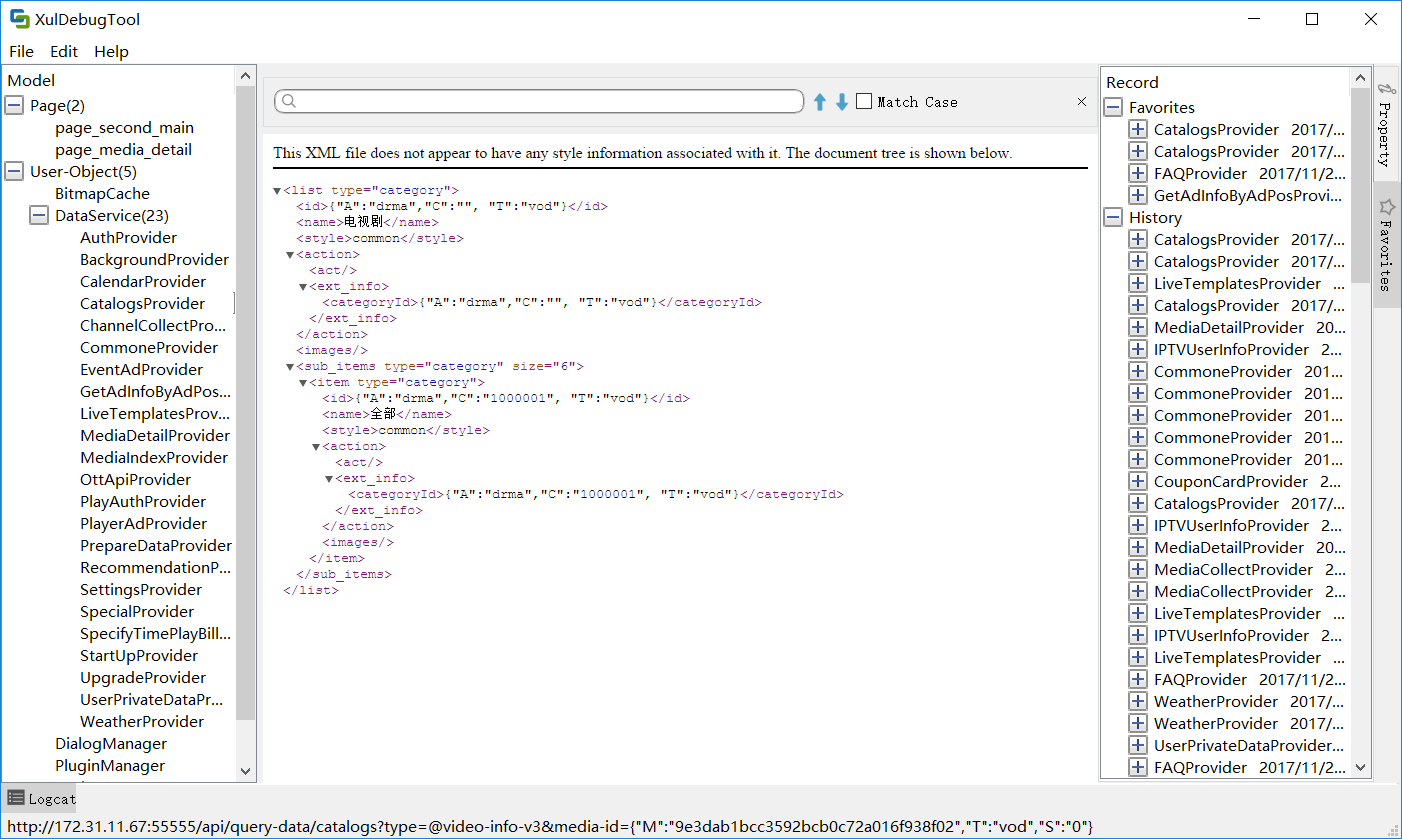 XulDebugTool
File Edit Help
Model
Page(2)
page_second_main
page_media_detail
User-Object(5)
BitmapCache
DataService(23)
AuthProvider
BackgroundProvider
CalendarProvider
CatalogsProvider
ChannelCollectPro...
CommoneProvider
EventAdProvider
GetAdInfoByAdPos...
LiveTemplatesProv...
MediaDetailProvider
MediaIndexProvider
OttApiProvider
PlayAuthProvider
PlayerAdProvider
PrepareDataProvider
RecommendationP...
SettingsProvider
SpecialProvider
SpecifyTimePlayBill...
StartUpProvider
UpgradeProvider
UserPrivateDataPr...
WeatherProvider
DialogManager
PluginManager
Match Case
This XML file does not appear to have any style information associated with it. The document tree is shown below.
<list type="category">
<id>{"A":"drma","C":"", "T":"vod"}</id>
<name>电视剧</name>
<style>common</style>
<action>
<act/>
<ext_info>
<categoryId>{"A":"drma","C":"", "T":"vod"}</categoryId>
</ext_info>
</action>
<images/>
<sub_items type="category" size="6">
<item type="category">
<id>{"A":"drma","C":"1000001", "T":"vod"}</id>
<name>全部</name>
<style>common</style>
<action>
<act/>
<ext_info>
<categoryId>{"A":"drma","C":"1000001", "T":"vod"}</categoryId>
</ext_info>
</action>
<images/>
</item>
</sub_items>
</list>
Record
Favorites
CatalogsProvider 2017/...
CatalogsProvider 2017/...
FAQProvider 2017/11/2...
GetAdInfoByAdPosProvi...
History
CatalogsProvider 2017/...
CatalogsProvider 2017/...
LiveTemplatesProvider ...
CatalogsProvider 2017/...
MediaDetailProvider 20...
IPTVUserInfoProvider 2...
CommoneProvider 201...
CommoneProvider 201...
CommoneProvider 201...
CommoneProvider 201...
CommoneProvider 201...
CouponCardProvider 2...
CatalogsProvider 2017/...
IPTVUserInfoProvider 2...
MediaDetailProvider 20...
MediaCollectProvider 2...
MediaCollectProvider 2...
LiveTemplatesProvider ...
IPTVUserInfoProvider 2...
LiveTemplatesProvider ...
FAQProvider 2017/11/2...
WeatherProvider 2017/...
WeatherProvider 2017/...
UserPrivateDataProvider...
FAQProvider 2017/11/2...
Property
Favorites
Logcat
http://172.31.11.67:55555/api/query-data/catalogs?type=@video-info-v3&media-id={"M":"9e3dab1bcc3592bcb0c72a016f938f02","T":"vod","S":"0"}